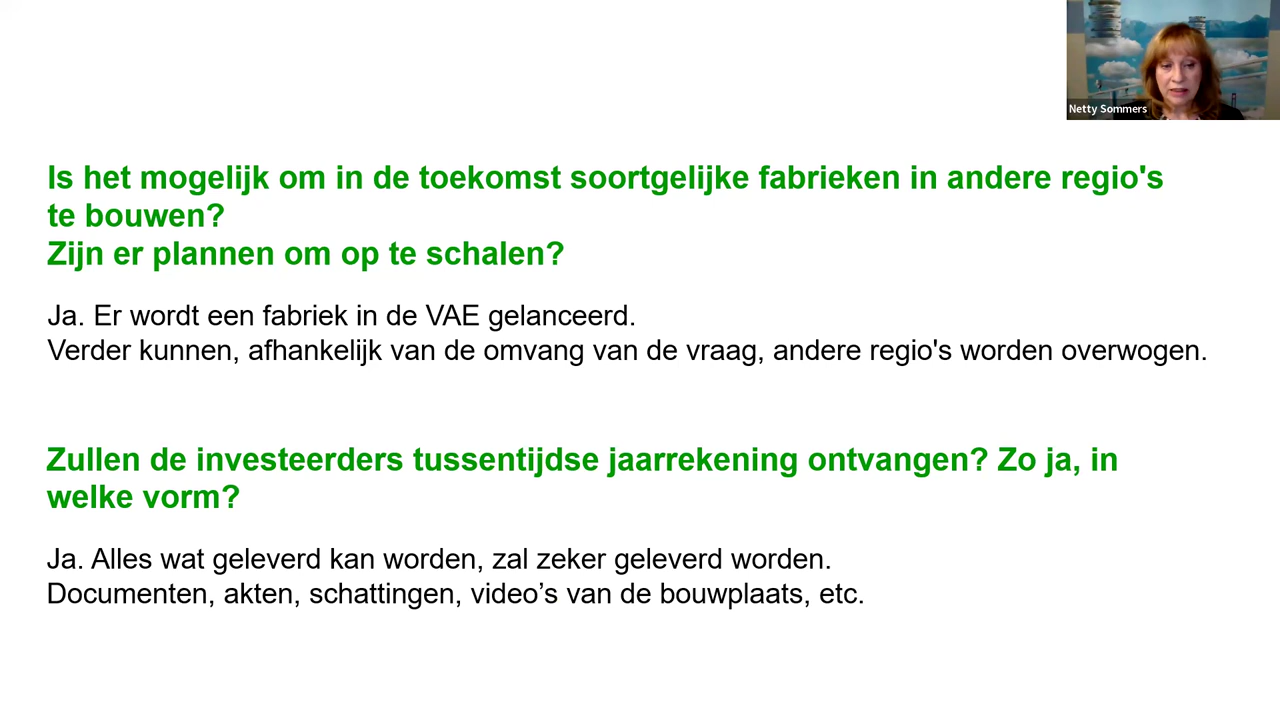 Netty Sommers
Is het mogelijk om in de toekomst soortgelijke fabrieken in andere regio's
te bouwen?
Zijn er plannen om op te schalen?
Ja. Er wordt een fabriek in de VAE gelanceerd.
Verder kunnen, afhankelijk van de omvang van de vraag, andere regio's worden overwogen.
Zullen de investeerders tussentijdse jaarrekening ontvangen? Zo ja, in
welke vorm?
Ja. Alles wat geleverd kan worden, zal zeker geleverd worden.
Documenten, akten, schattingen, video’s van de bouwplaats, etc.